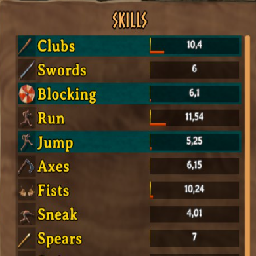 SKILLS
Clubs 10,4
Swords 6
Blocking 6,1
Run 11,54
Jump 5,25
Axes 6,15
Fists 10,24
Sneak 4,01
Spears 7